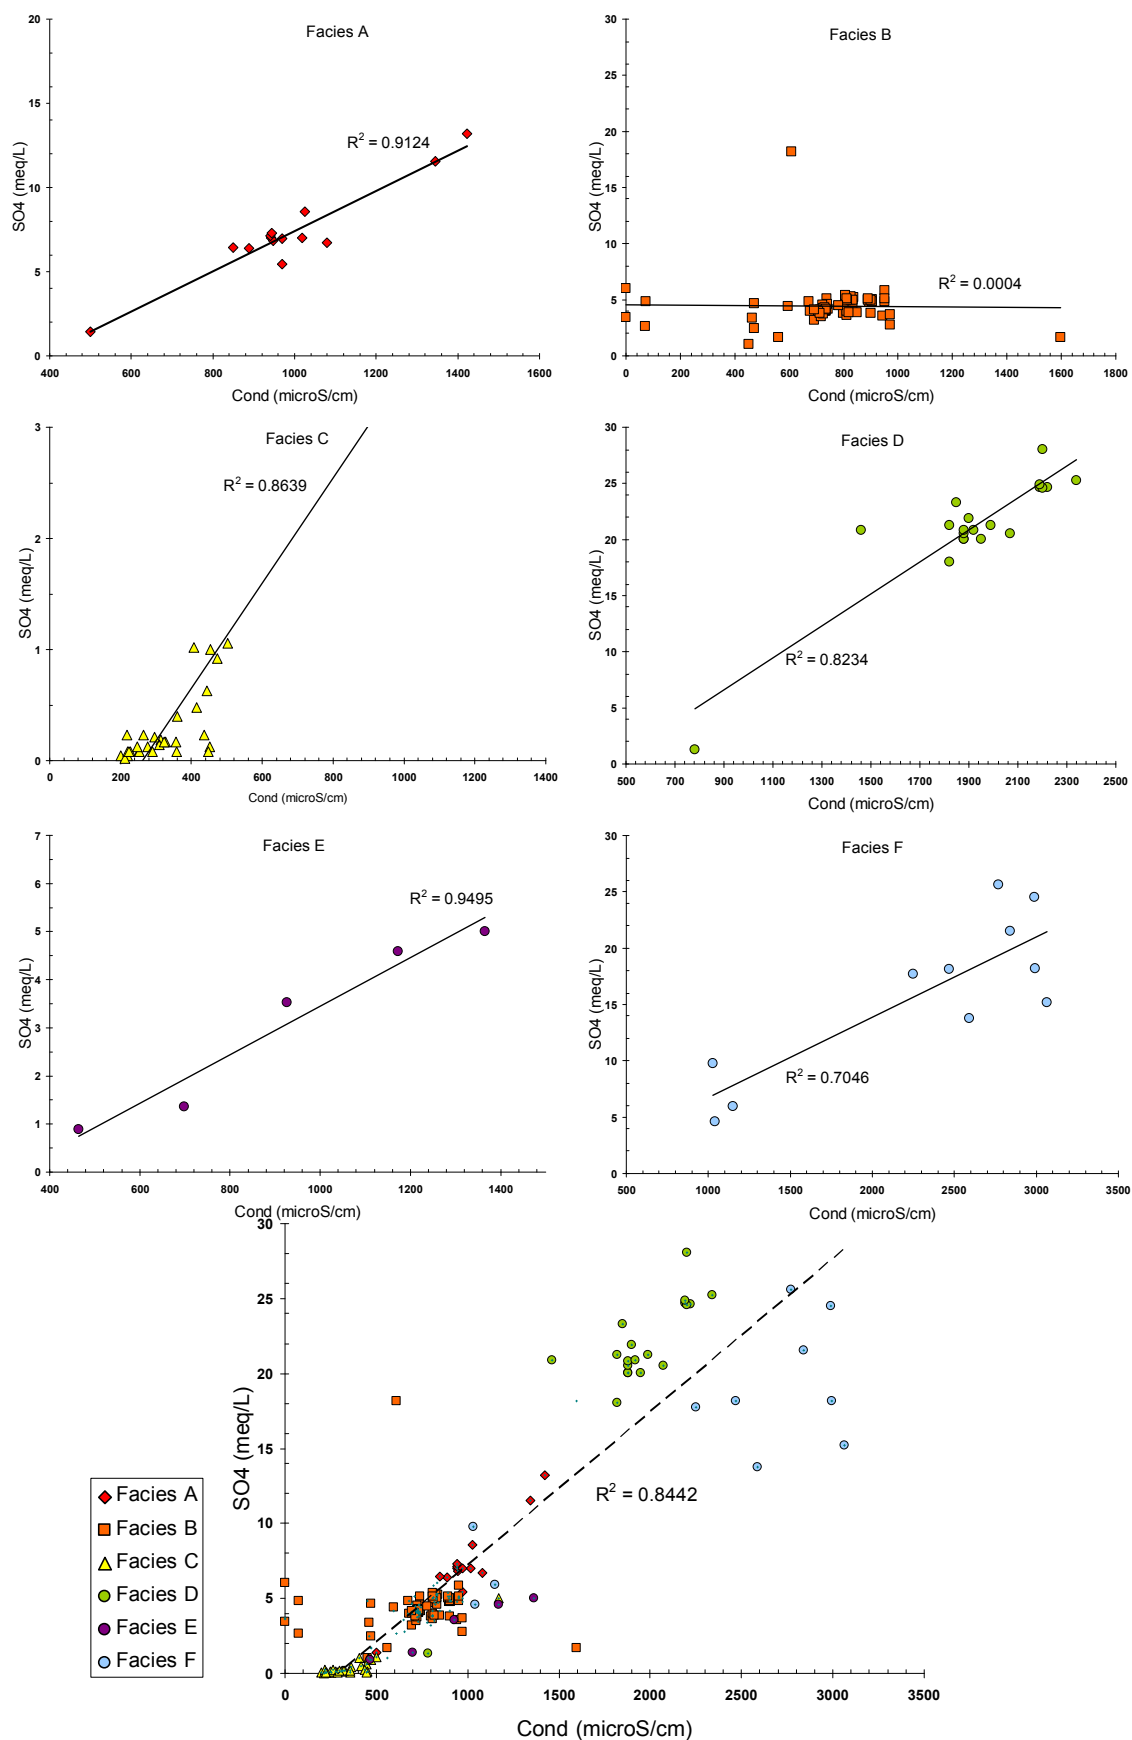 Facies A
SO4 (meq/L)
20
15
10
5
0
R² = 0.9124
400 600 800 1000 1200 1400 1600
Cond (microS/cm)
Facies B
SO4 (meq/L)
30
25
20
15
10
5
0
R² = 0.0004
0 200 400 600 800 1000 1200 1400 1600 1800
Cond (microS/cm)
Facies C
SO4 (meq/L)
3
2
1
0
R² = 0.8639
0 200 400 600 800 1000 1200 1400
Cond (microS/cm)
Facies D
SO4 (meq/L)
30
25
20
15
10
5
0
R² = 0.8234
500 700 900 1100 1300 1500 1700 1900 2100 2300 2500
Cond (microS/cm)
Facies E
SO4 (meq/L)
7
6
5
4
3
2
1
0
R² = 0.9495
400 600 800 1000 1200 1400
Cond (microS/cm)
Facies F
SO4 (meq/L)
30
25
20
15
10
5
0
R² = 0.7046
500 1000 1500 2000 2500 3000 3500
Cond (microS/cm)
SO4 (meq/L)
30
25
20
15
10
5
0
R² = 0.8442
0 500 1000 1500 2000 2500 3000 3500
Cond (microS/cm)
Facies A
Facies B
Facies C
Facies D
Facies E
Facies F